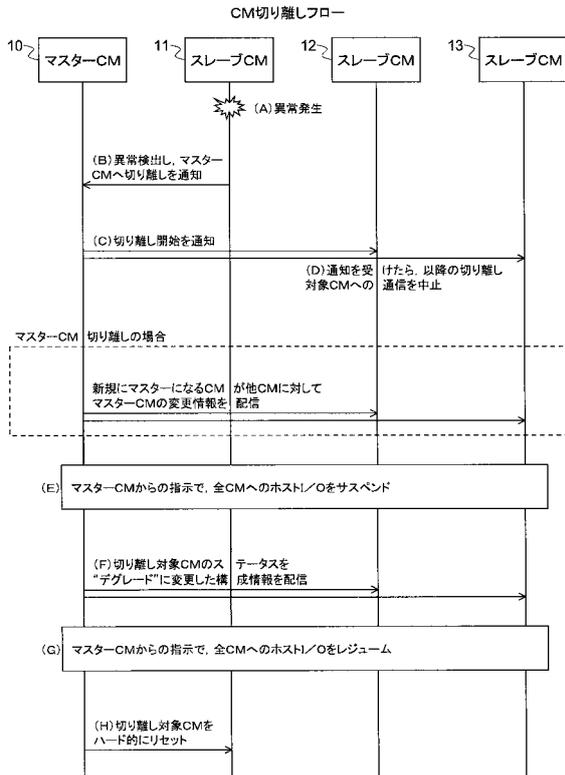 CM切り離しフロー
10
マスターCM
11
スレーブCM
12
スレーブCM
13
スレーブCM
(A)異常発生
(B)異常検出し,マスター
CMへ切り離しを通知
(C)切り離し開始を通知
(D)通知を受けたら,以降の切り離し
対象CMへの通信を中止
マスターCM切り離しの場合
新規にマスターになるCMが他CMに対して
マスターCMの変更情報を配信
(E) マスターCMからの指示で,全CMへのホストI/Oをサスペンド
(F)切り離し対象CMのステータスを
“デグレード”に変更した構成情報を配信
(G) マスターCMからの指示で,全CMへのホストI/Oをレジューム
(H)切り離し対象CMを
ハード的にリセット